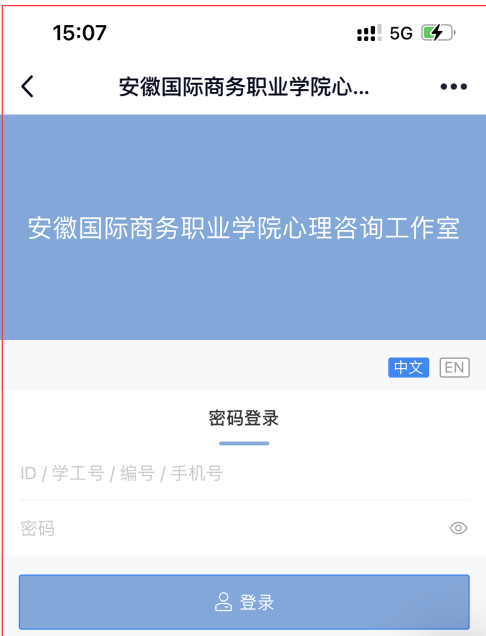 15:07 5G
安徽国际商务职业学院心...
安徽国际商务职业学院心理咨询工作室
中文 EN
密码登录
ID / 学工号 / 编号 / 手机号
密码
登录